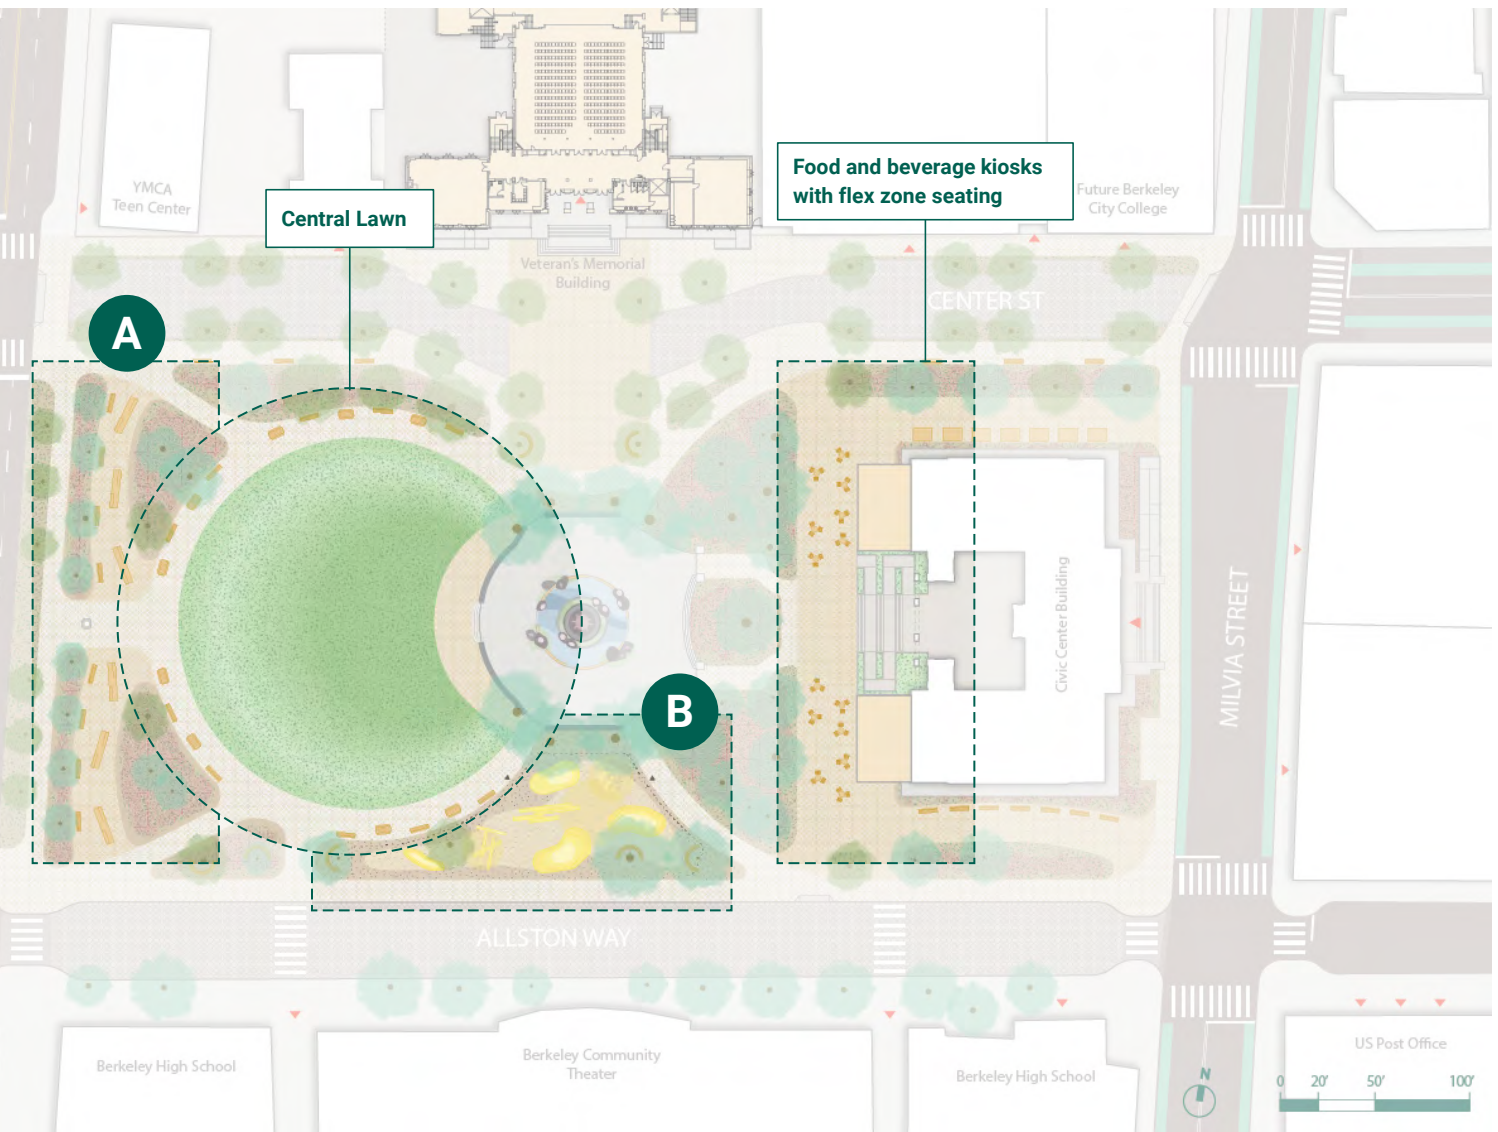 YMCA
Teen Center
Central Lawn
Food and beverage kiosks
with flex zone seating
Future Berkeley
City College
Veteran's Memorial
Building
CENTER ST
A
Civic Center Building
MILVIA STREET
B
ALLSTON WAY
Berkeley High School
Berkeley Community
Theater
Berkeley High School
US Post Office
N
0 20' 50' 100'